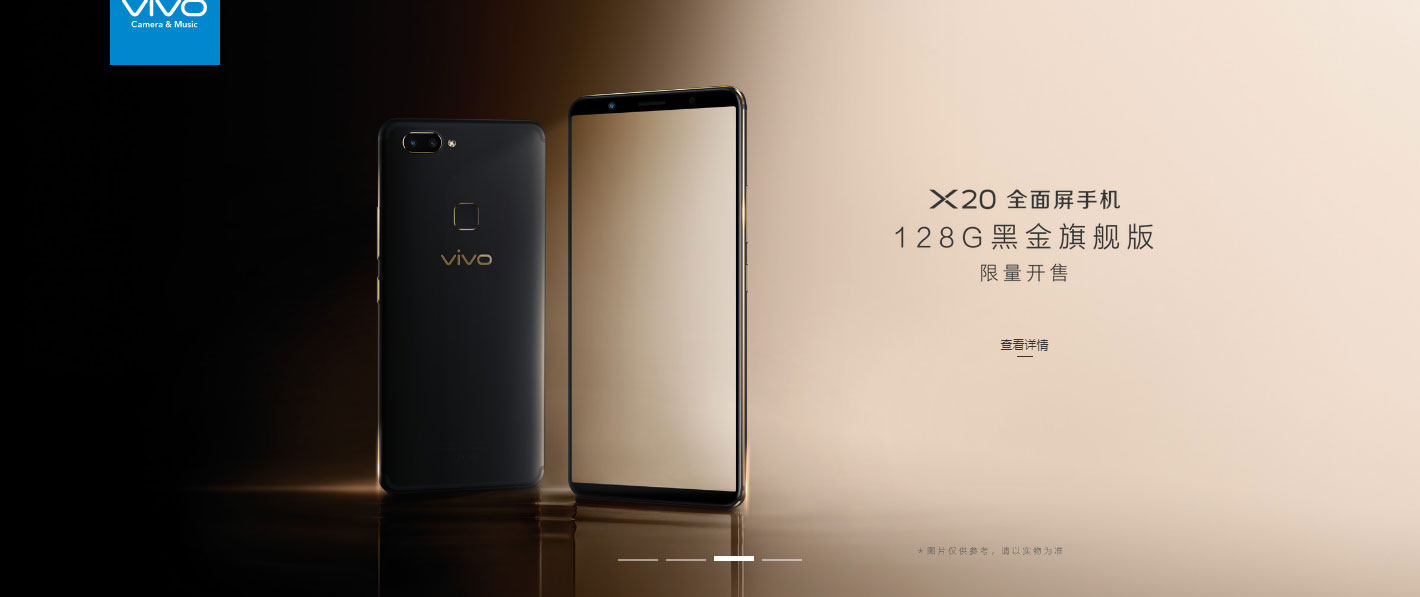 vivo
Camera & Music
vivo
X20 全面屏手机
128G黑金旗舰版
限量开售
查看详情
* 图片仅供参考，请以实物为准